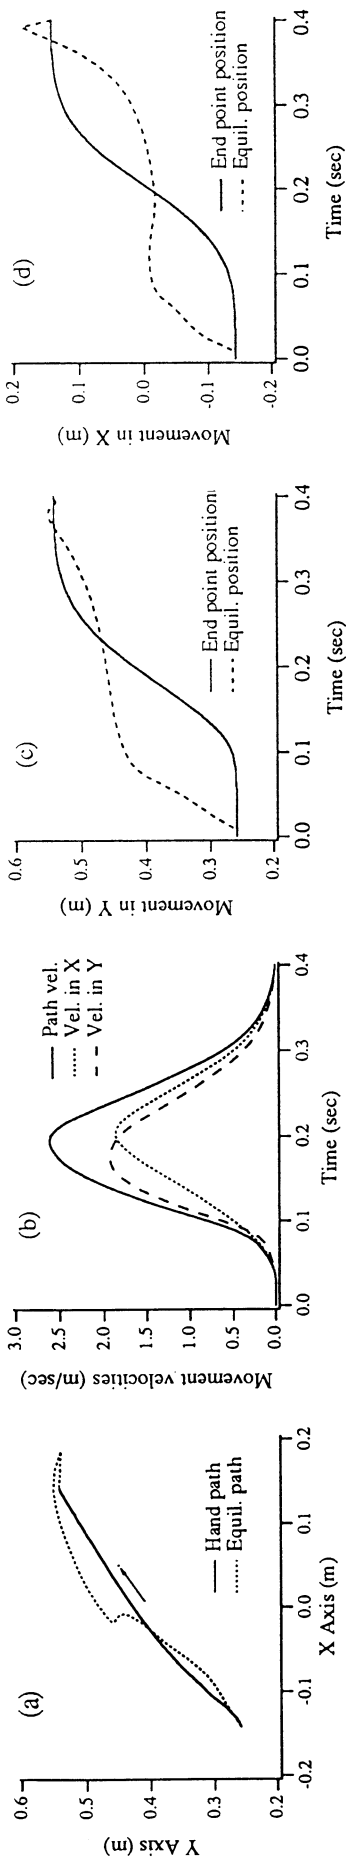 (a)
0.6
0.5
0.4
0.3
0.2
Y Axis (m)
Hand path
Equil. path
-0.2
-0.1
0.0
0.1
0.2
X Axis (m)
(b)
3.0
2.5
2.0
1.5
1.0
0.5
0.0
Movement velocities (m/sec)
Path vel.
Vel. in X
Vel. in Y
0.0
0.1
0.2
0.3
0.4
Time (sec)
(c)
0.6
0.5
0.4
0.3
0.2
Movement in Y (m)
End point position
Equil. position
0.0
0.1
0.2
0.3
0.4
Time (sec)
(d)
0.2
0.1
0.0
-0.1
-0.2
Movement in X (m)
End point position
Equil. position
0.0
0.1
0.2
0.3
0.4
Time (sec)